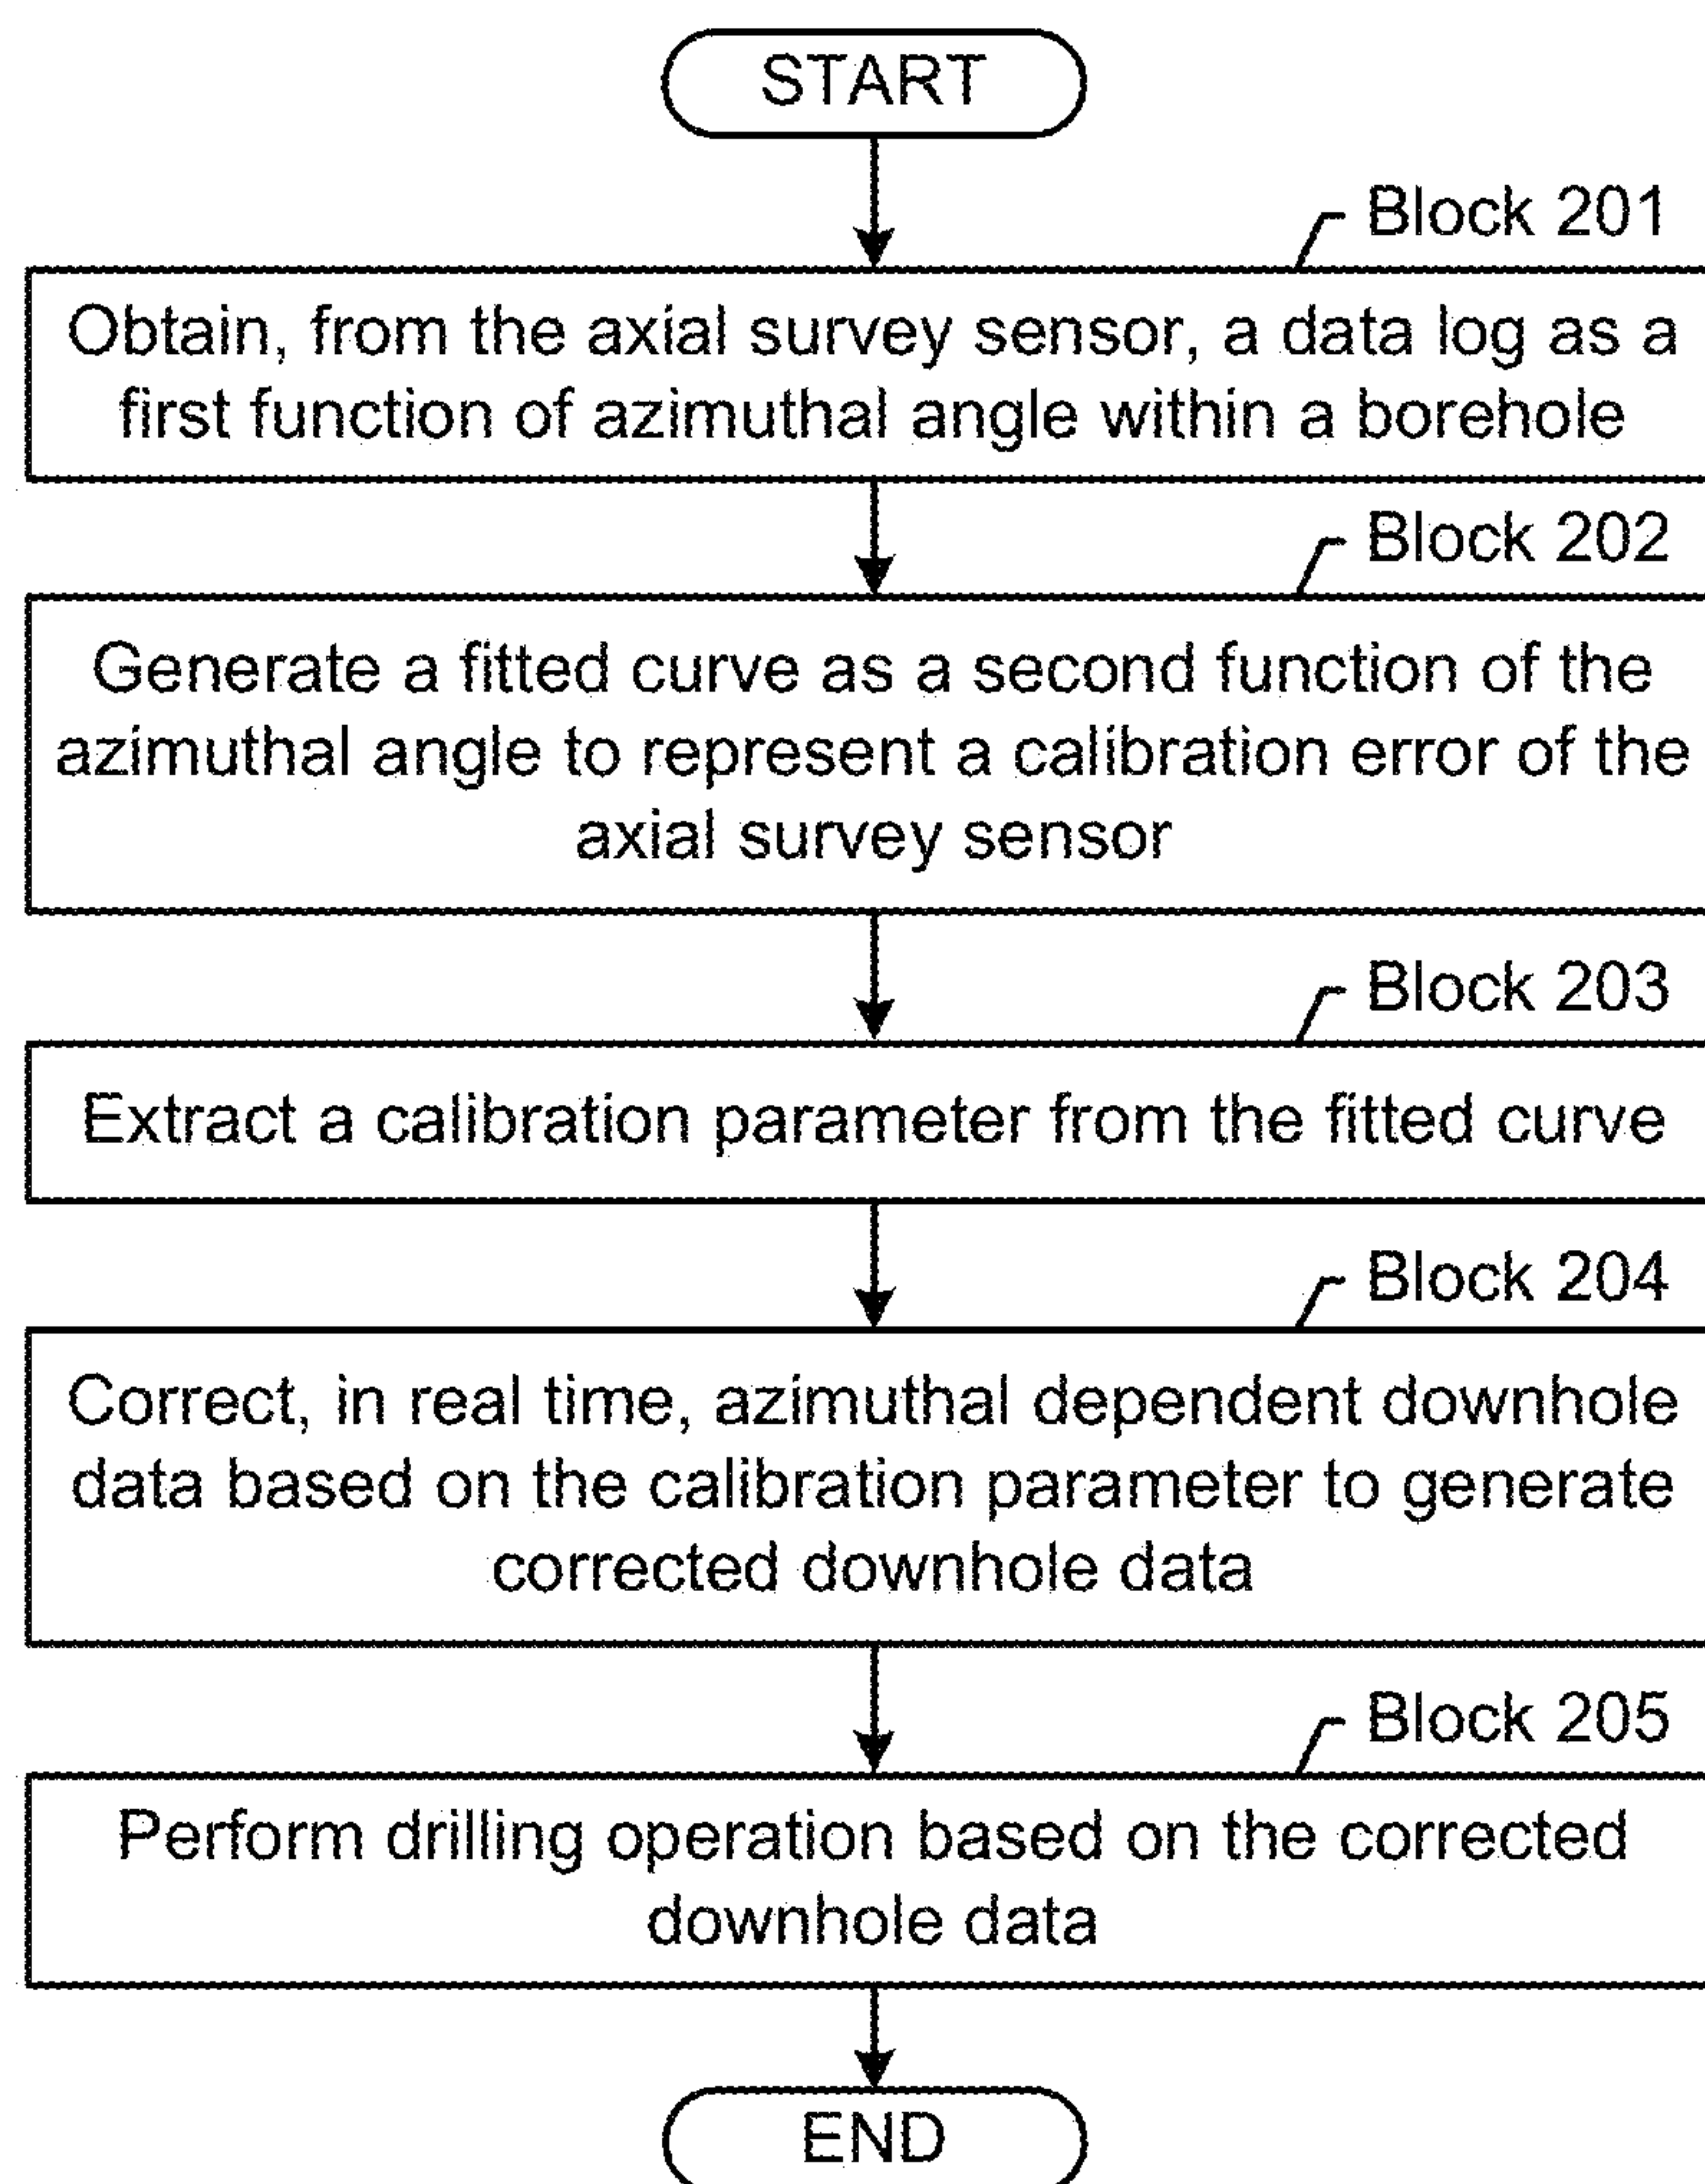 START
Block 201
Obtain, from the axial survey sensor, a data log as a
first function of azimuthal angle within a borehole
Block 202
Generate a fitted curve as a second function of the
azimuthal angle to represent a calibration error of the
axial survey sensor
Block 203
Extract a calibration parameter from the fitted curve
Block 204
Correct, in real time, azimuthal dependent downhole
data based on the calibration parameter to generate
corrected downhole data
Block 205
Perform drilling operation based on the corrected
downhole data
END